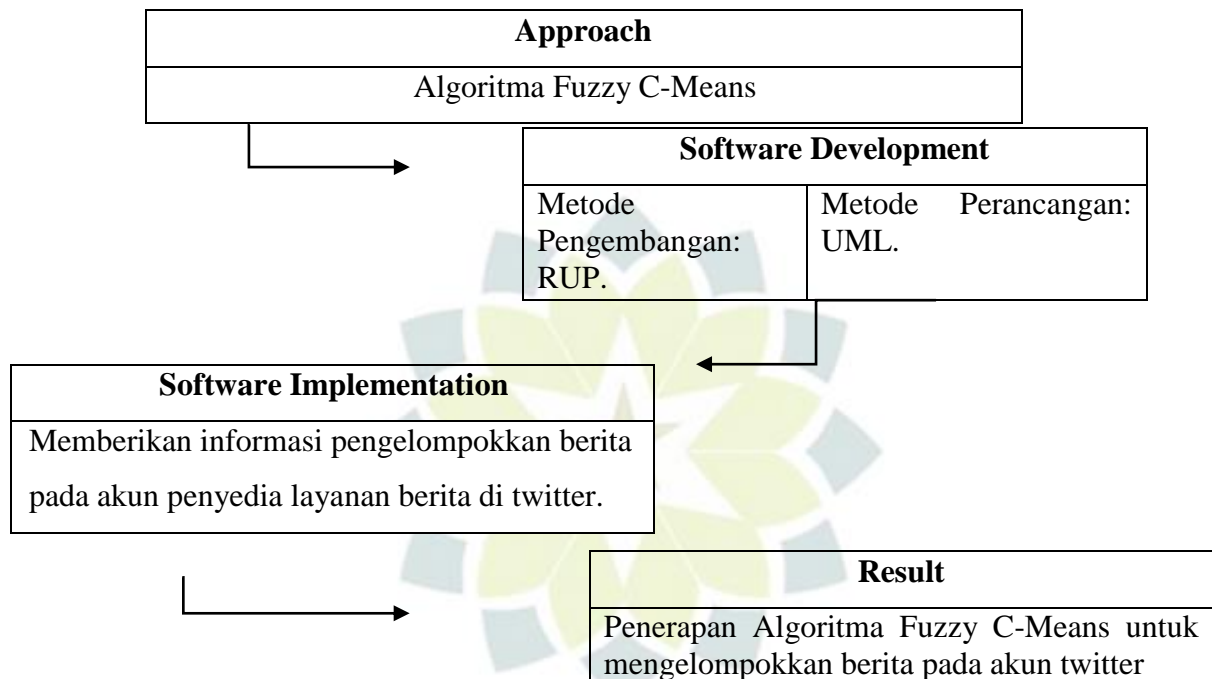 Approach
Algoritma Fuzzy C-Means
Software Development
Metode
Pengembangan:
RUP.
Metode Perancangan:
UML.
Software Implementation
Memberikan informasi pengelompokkan berita
pada akun penyedia layanan berita di twitter.
Result
Penerapan Algoritma Fuzzy C-Means untuk
mengelompokkan berita pada akun twitter